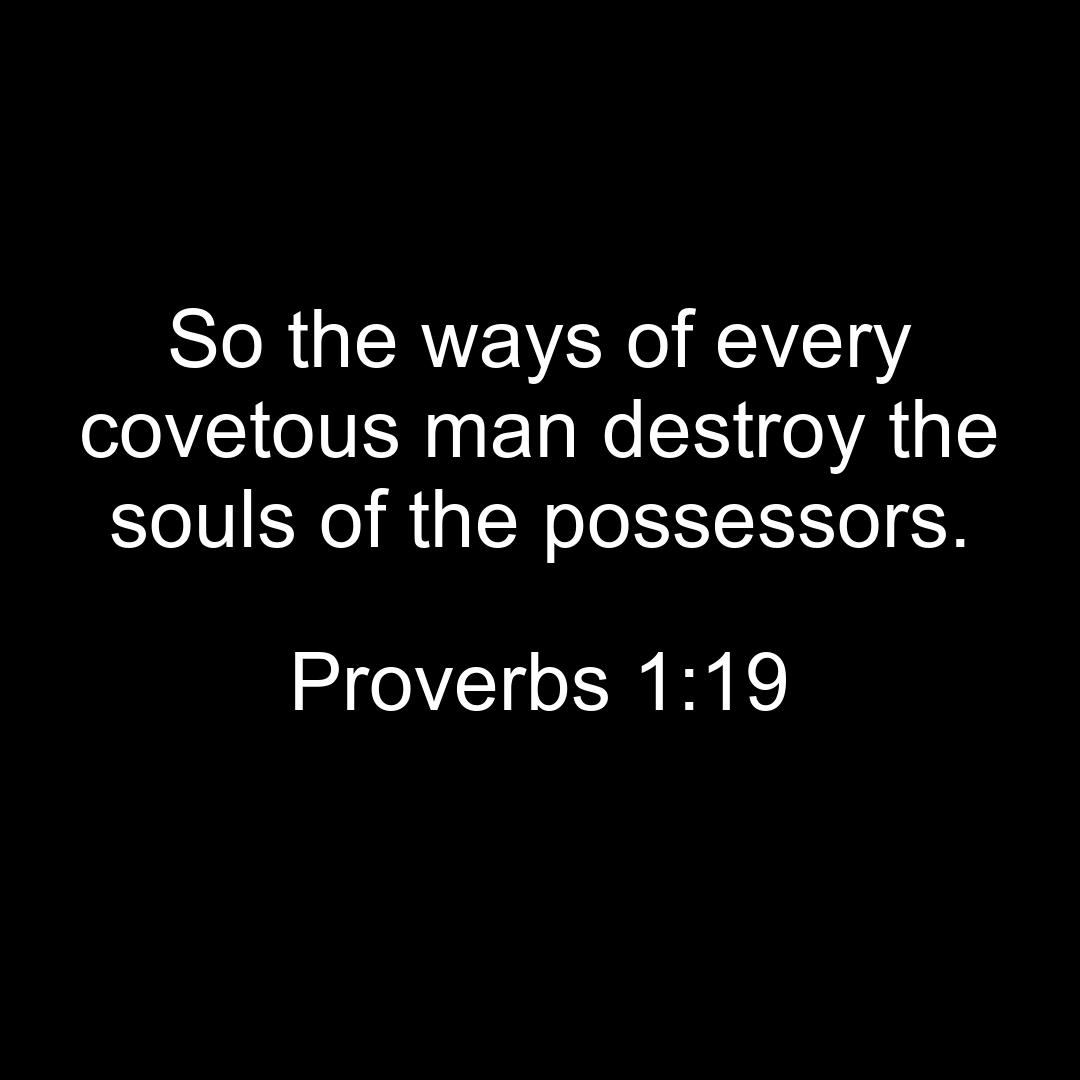 So the ways of every
covetous man destroy the
souls of the possessors.
Proverbs 1:19